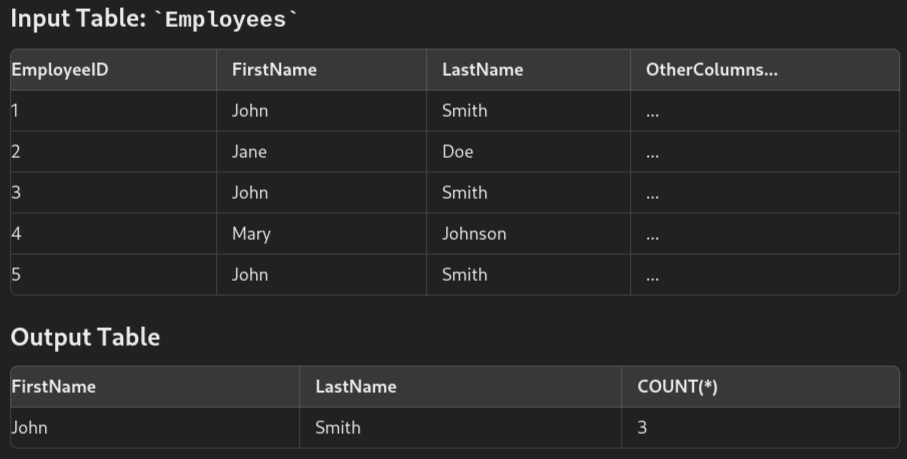 Input Table: `Employees`
EmployeeID FirstName LastName OtherColumns...
1 John Smith ...
2 Jane Doe ...
3 John Smith ...
4 Mary Johnson ...
5 John Smith ...
Output Table
FirstName LastName COUNT(*)
John Smith 3